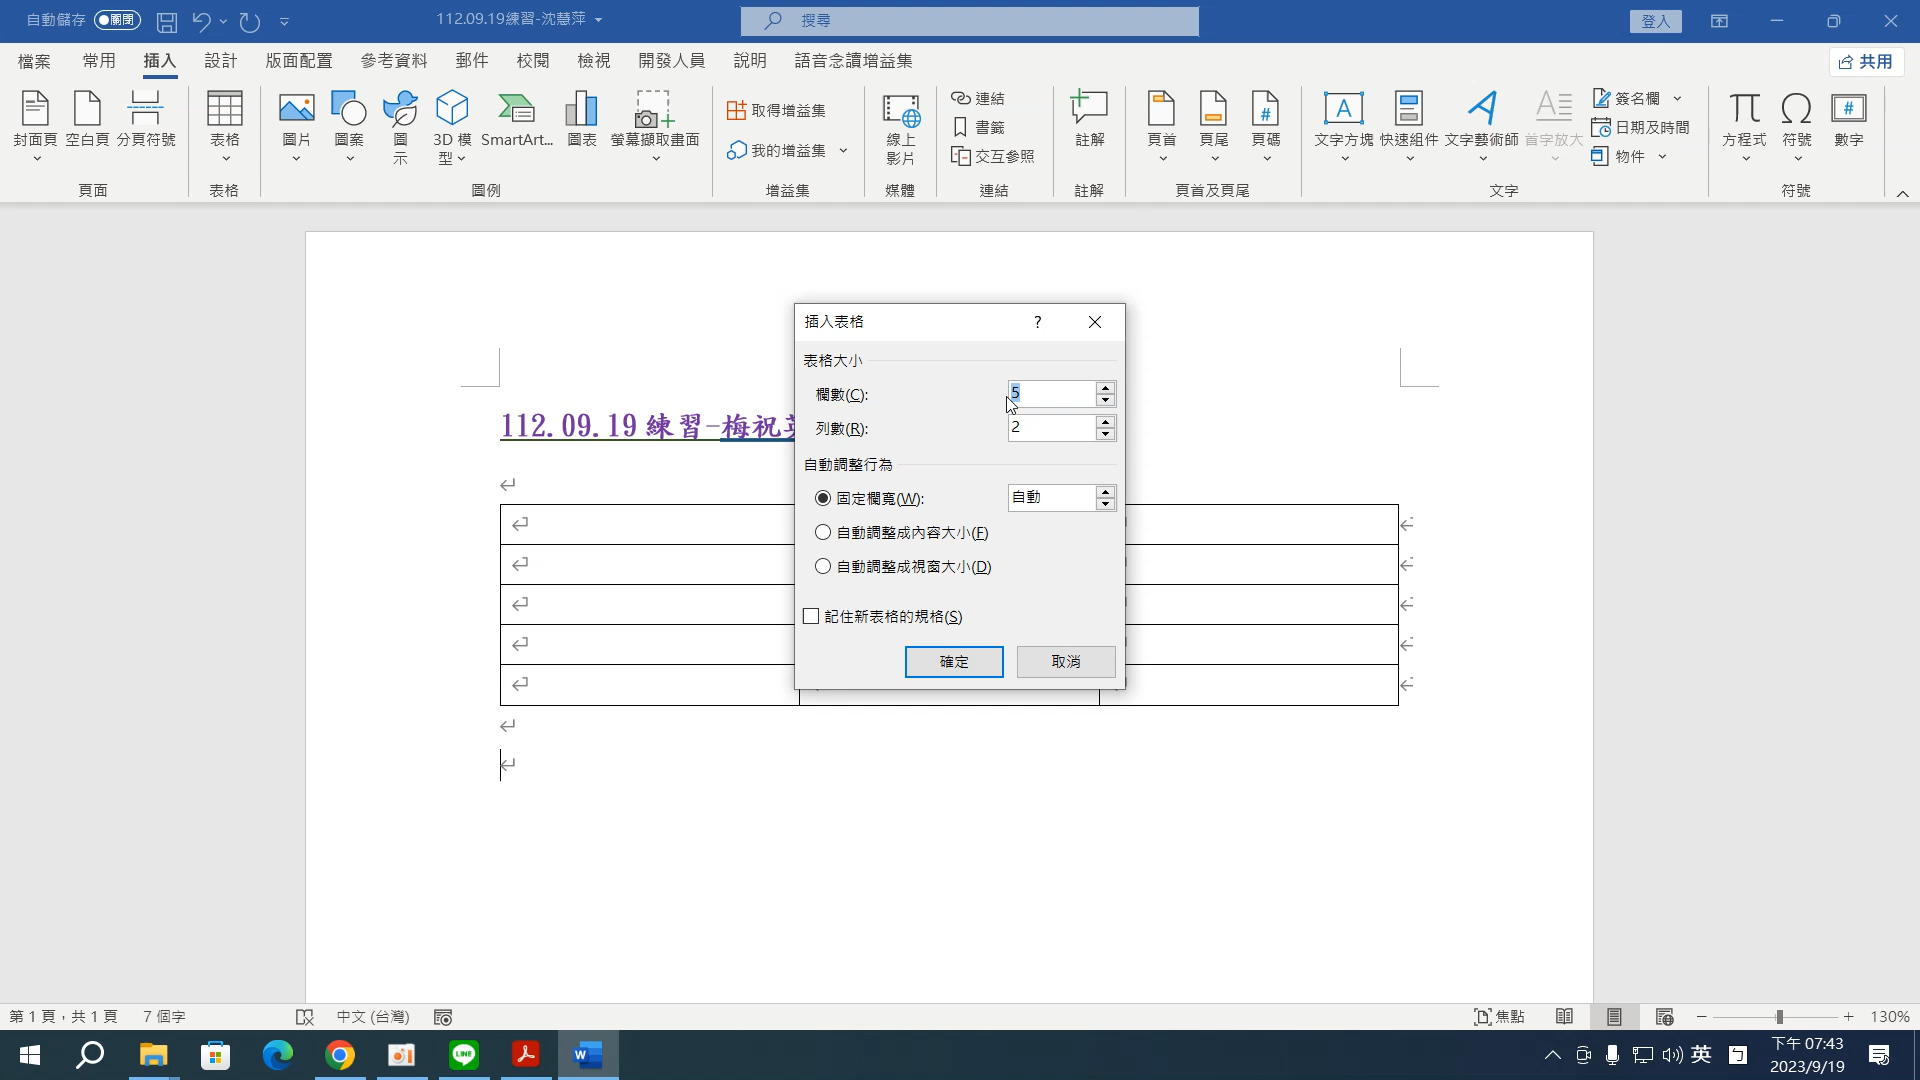 自動儲存 關閉 112.09.19練習-沈慧萍 搜尋 登入
檔案 常用 插入 設計 版面配置 參考資料 郵件 校閱 檢視 開發人員 說明 語音念讀增益集 共用
封面頁 空白頁 分頁符號
頁面
表格
表格
圖片 圖案 圖示 3D 模型 SmartArt... 圖表 螢幕擷取畫面
圖例
取得增益集
我的增益集
增益集
線上影片
媒體
連結
書籤
交互參照
連結
註解
註解
頁首 頁尾 頁碼
頁首及頁尾
文字方塊 快速組件 文字藝術師 首字放大
簽名欄
日期及時間
物件
文字
方程式 符號 數字
符號
112.09.19練習-梅祝
插入表格 ?
表格大小
欄數(C): 5
列數(R): 2
自動調整行為
固定欄寬(W): 自動
自動調整成內容大小(F)
自動調整成視窗大小(D)
記住新表格的規格(S)
確定 取消
第 1 頁，共 1 頁 7 個字 中文 (台灣) 焦點 130%
英 下午 07:43
2023/9/19